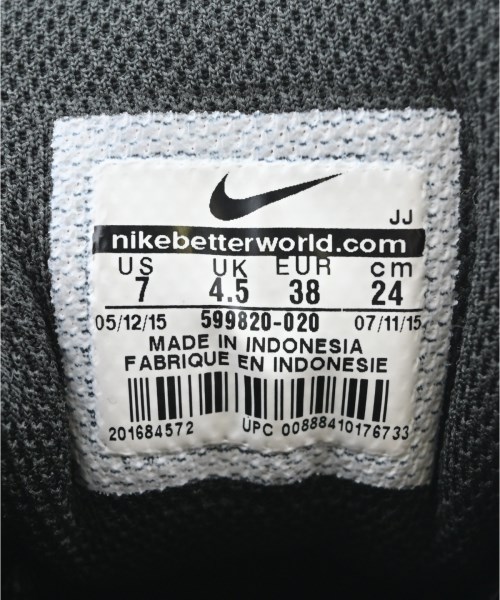 JJ
nikebetterworld.com
US UK EUR cm
7 4.5 38 24
05/12/15 599820-020 07/11/15
MADE IN INDONESIA
FABRIQUE EN INDONESIE
201684572 UPC 00888410176733